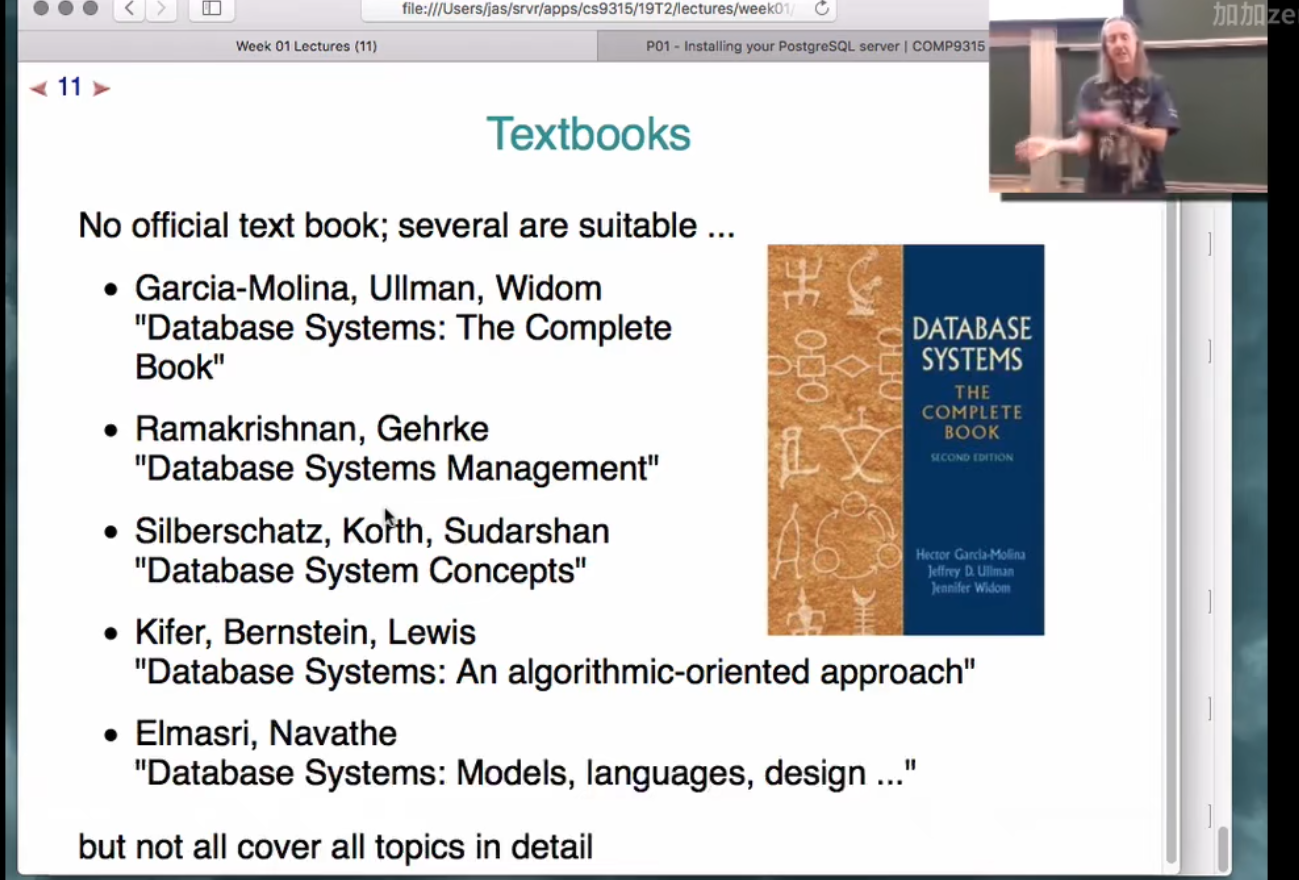 file:///Users/jas/srvr/apps/cs9315/19T2/lectures/week01/
加加ze
Week 01 Lectures (11)
P01 - Installing your PostgreSQL server | COMP9315
11
Textbooks
No official text book; several are suitable ...
• Garcia-Molina, Ullman, Widom
"Database Systems: The Complete
Book"
• Ramakrishnan, Gehrke
"Database Systems Management"
• Silberschatz, Korth, Sudarshan
"Database System Concepts"
• Kifer, Bernstein, Lewis
"Database Systems: An algorithmic-oriented approach"
• Elmasri, Navathe
"Database Systems: Models, languages, design ..."
but not all cover all topics in detail
DATABASE
SYSTEMS
THE
COMPLETE
BOOK
SECOND EDITION
Hector Garcia-Molina
Jeffrey D. Ullman
Jennifer Widom